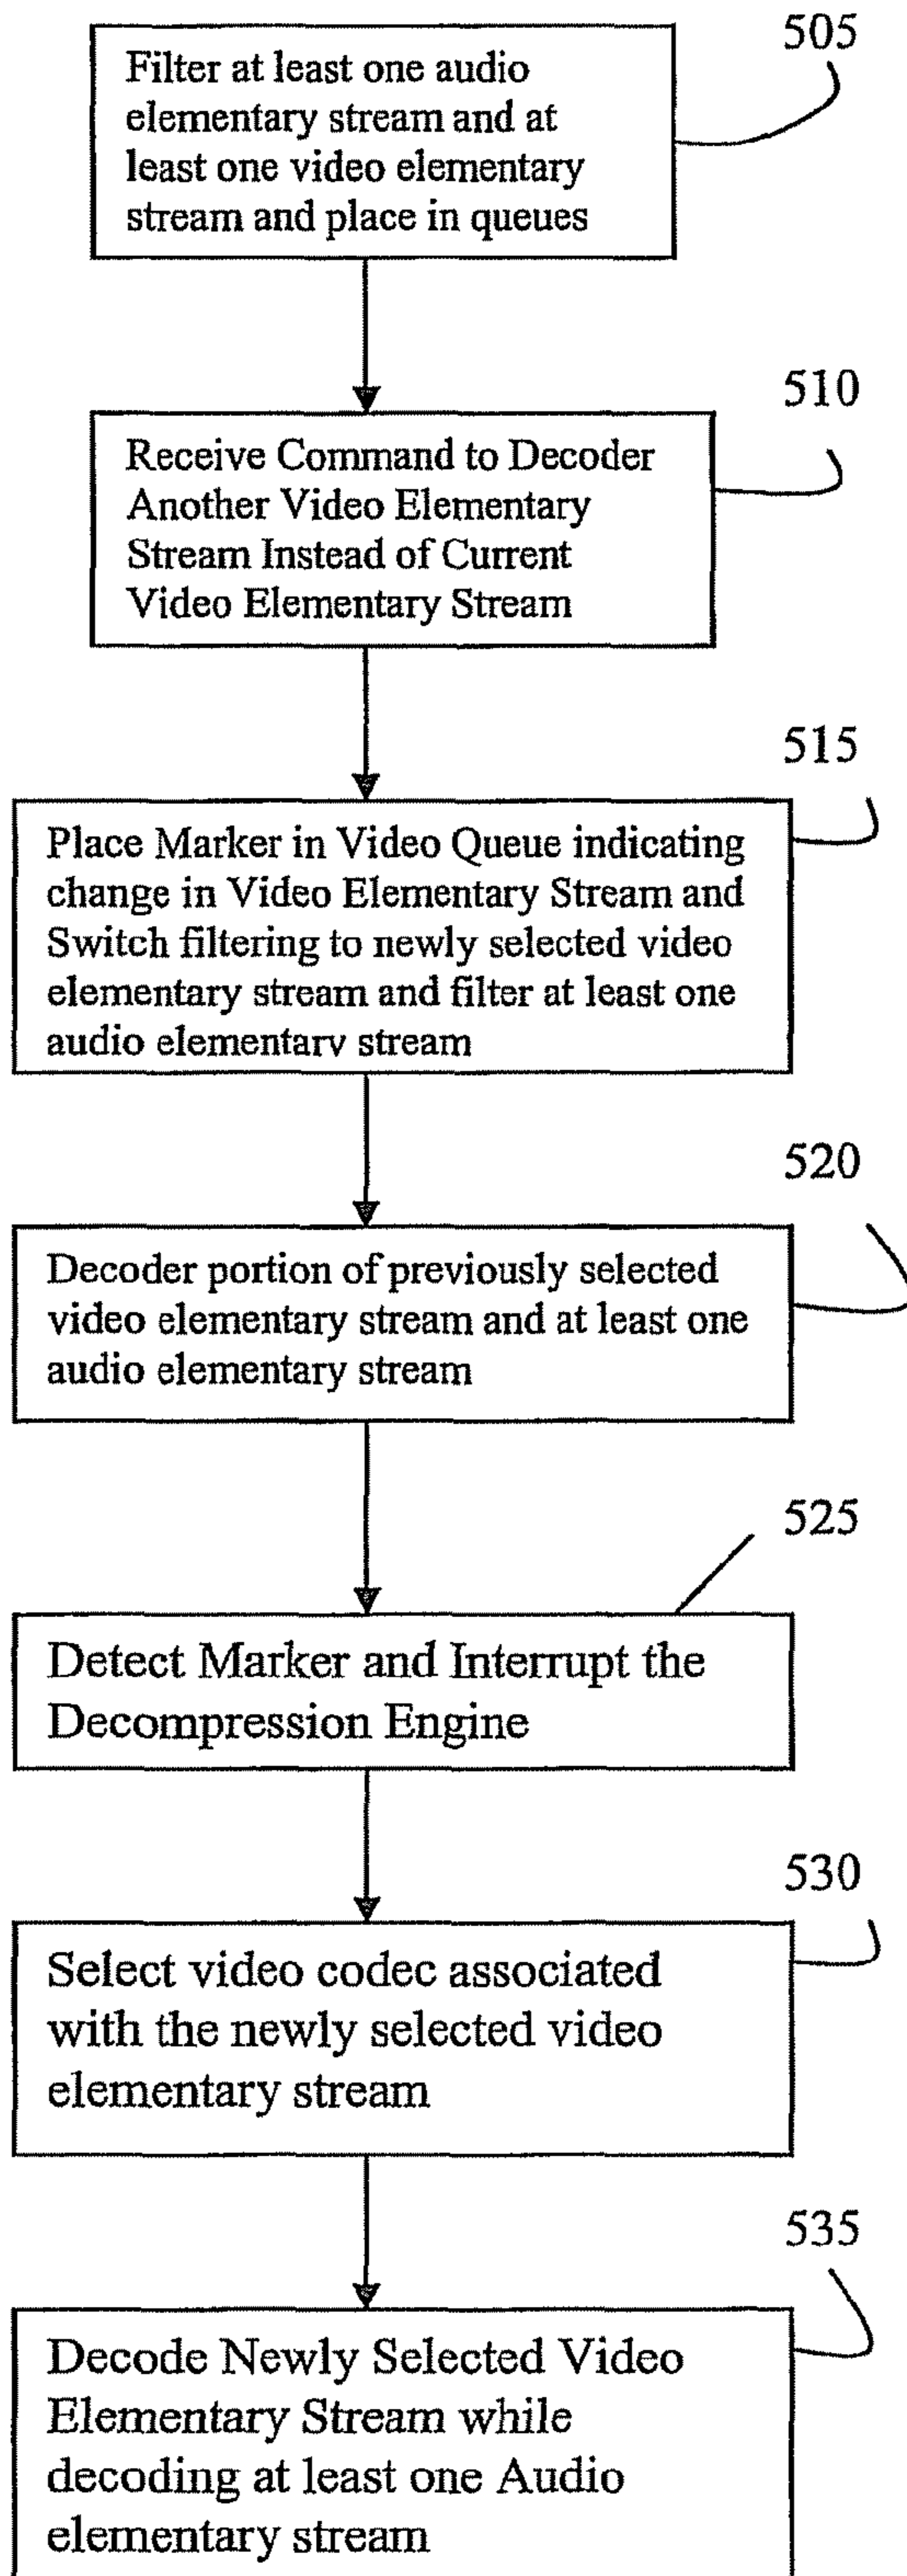 505
Filter at least one audio
elementary stream and at
least one video elementary
stream and place in queues
510
Receive Command to Decoder
Another Video Elementary
Stream Instead of Current
Video Elementary Stream
515
Place Marker in Video Queue indicating
change in Video Elementary Stream and
Switch filtering to newly selected video
elementary stream and filter at least one
audio elementary stream
520
Decoder portion of previously selected
video elementary stream and at least one
audio elementary stream
525
Detect Marker and Interrupt the
Decompression Engine
530
Select video codec associated
with the newly selected video
elementary stream
535
Decode Newly Selected Video
Elementary Stream while
decoding at least one Audio
elementary stream